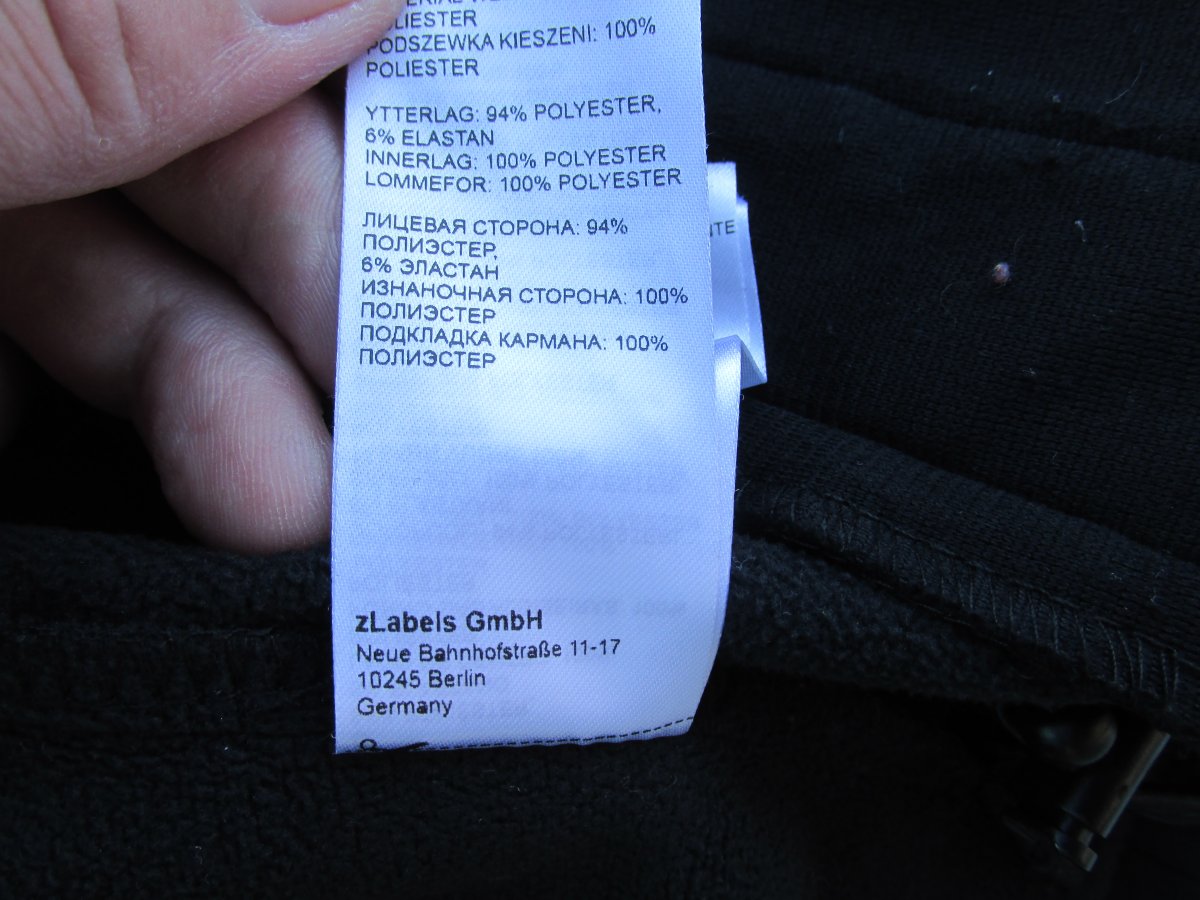 POLIESTER
PODSZEWKA KIESZENI: 100%
POLIESTER
YTTERLAG: 94% POLYESTER,
6% ELASTAN
INNERLAG: 100% POLYESTER
LOMMEFOR: 100% POLYESTER
ЛИЦЕВАЯ СТОРОНА: 94%
ПОЛИЭСТЕР,
6% ЭЛАСТАН
ИЗНАНОЧНАЯ СТОРОНА: 100%
ПОЛИЭСТЕР
ПОДКЛАДКА КАРМАНА: 100%
ПОЛИЭСТЕР
zLabels GmbH
Neue Bahnhofstraße 11-17
10245 Berlin
Germany